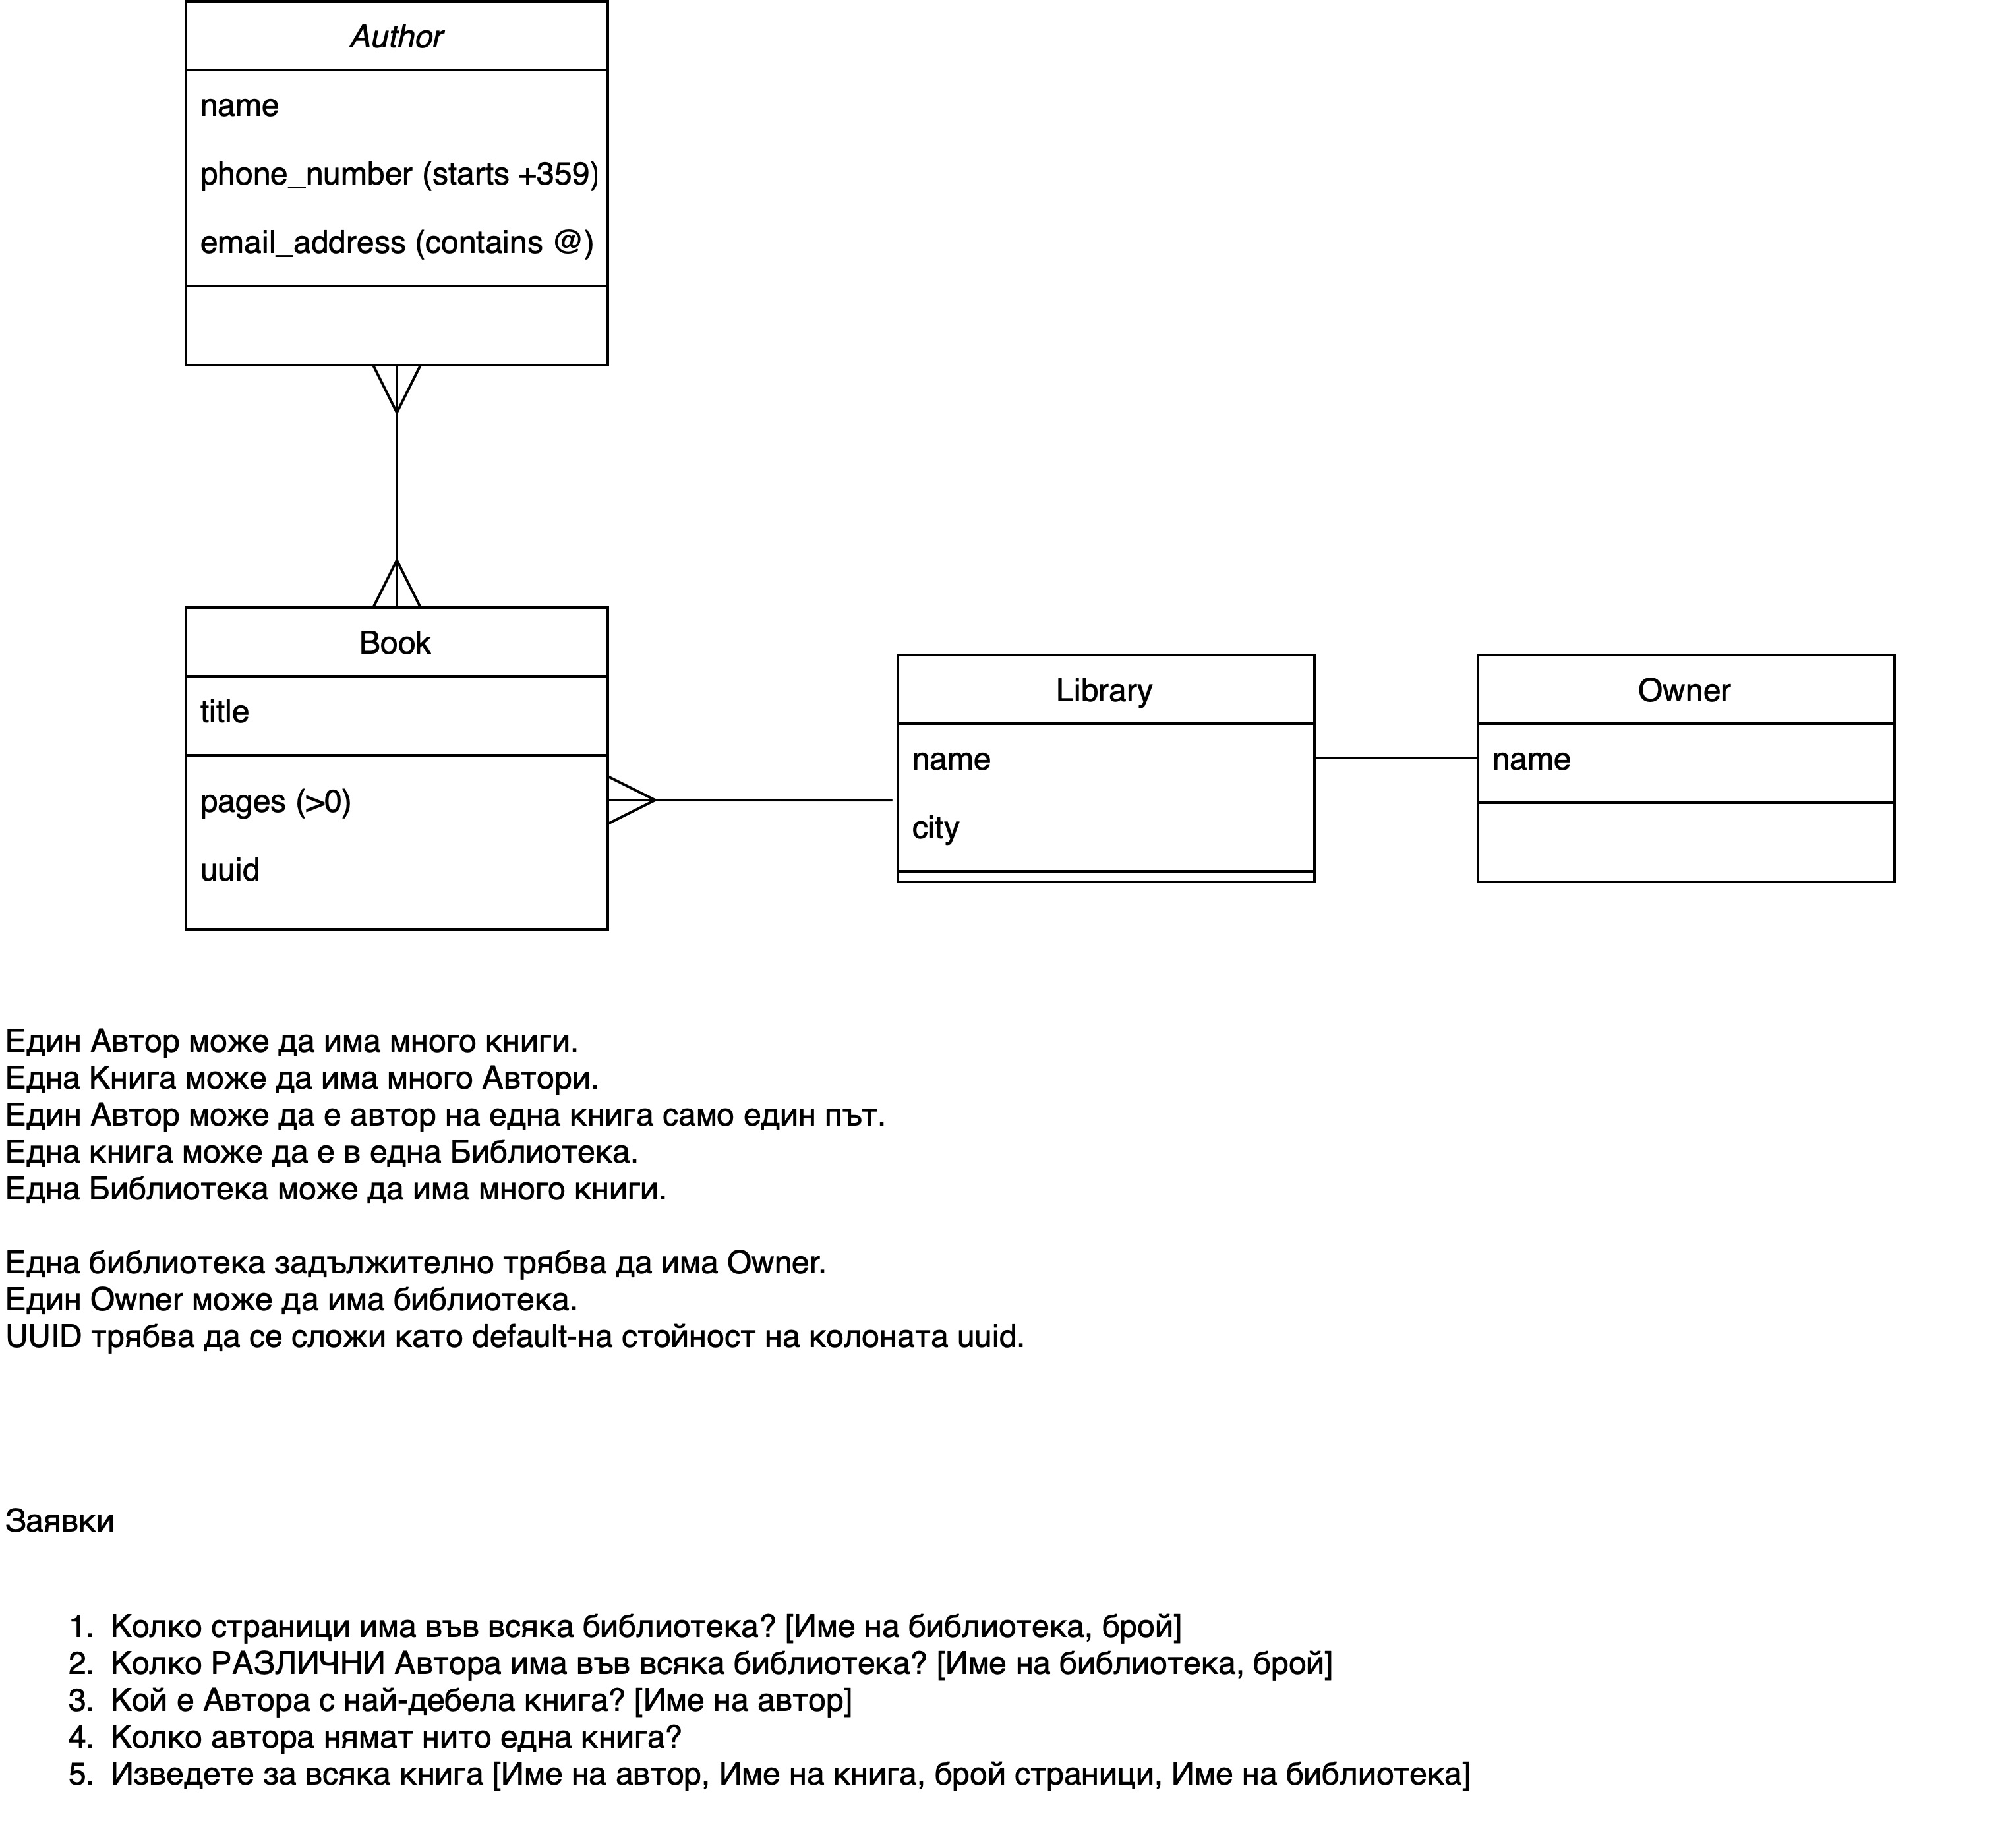 Author
name
phone_number (starts +359)
email_address (contains @)
Book
title
pages (>0)
uuid
Library
name
city
Owner
name
Един Автор може да има много книги.
Една Книга може да има много Автори.
Един Автор може да е автор на една книга само един път.
Една книга може да е в една Библиотека.
Една Библиотека може да има много книги.
Една библиотека задължително трябва да има Owner.
Един Owner може да има библиотека.
UUID трябва да се сложи като default-на стойност на колоната uuid.
Заявки
1. Колко страници има във всяка библиотека? [Име на библиотека, брой]
2. Колко РАЗЛИЧНИ Автора има във всяка библиотека? [Име на библиотека, брой]
3. Кой е Автора с най-дебела книга? [Име на автор]
4. Колко автора нямат нито една книга?
5. Изведете за всяка книга [Име на автор, Име на книга, брой страници, Име на библиотека]